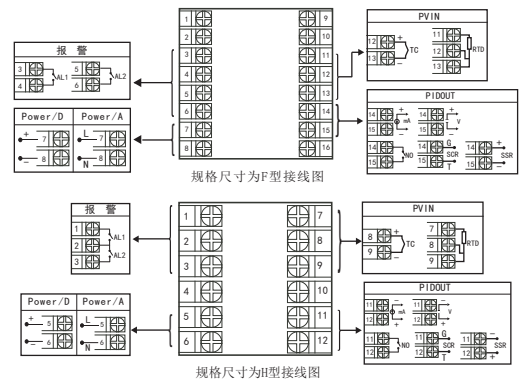 PVIN
1 9
2 10
3 11
4 12
5 13
6 14
7 15
8 16
报 警
3 5
4 AL1 6 AL2
12 + 11
13 − TC 12 RTD
13
Power/D Power/A
+ 7 L 7
− 8 N 8
PIDOUT
14 + 14 +
15 − mA 15 − V
14 NO 14 G SCR 14 + SSR
15 15 T 15 −
规格尺寸为F型接线图
报 警
1 AL1
2
3 AL2
1 7
2 8
3 9
4 10
5 11
6 12
PVIN
8 + 7
9 − TC 8 RTD
9
Power/D Power/A
+ 5 L 5
− 6 N 6
PIDOUT
11 − 11 −
12 + mA 12 + V
11 NO 11 G SCR 11 − SSR
12 12 T 12 +
规格尺寸为H型接线图